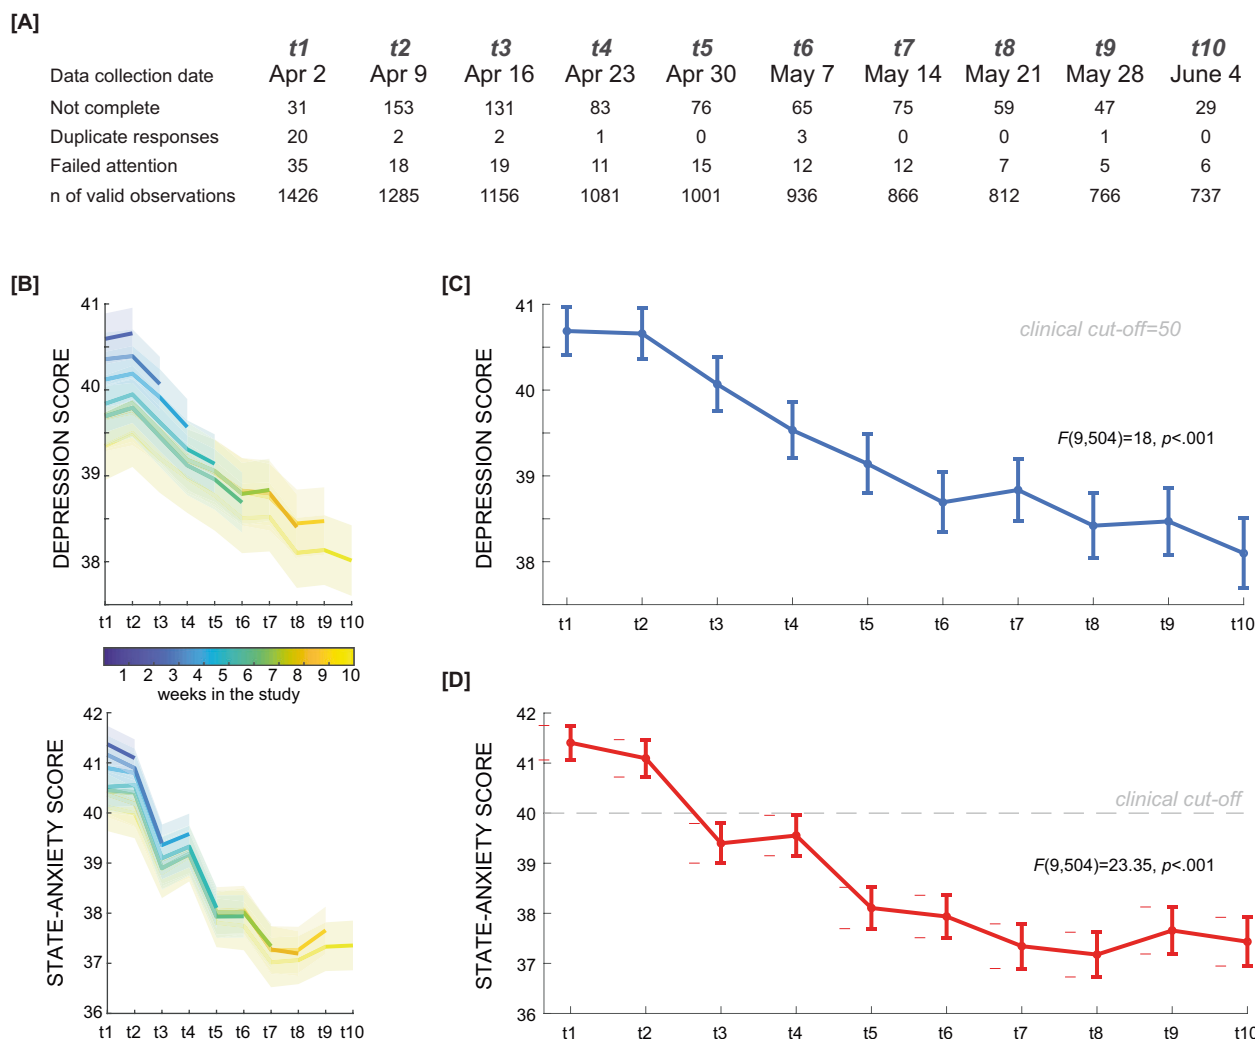 [A]
t1 t2 t3 t4 t5 t6 t7 t8 t9 t10
Data collection date Apr 2 Apr 9 Apr 16 Apr 23 Apr 30 May 7 May 14 May 21 May 28 June 4
Not complete 31 153 131 83 76 65 75 59 47 29
Duplicate responses 20 2 2 1 0 3 0 0 1 0
Failed attention 35 18 19 11 15 12 12 7 5 6
n of valid observations 1426 1285 1156 1081 1001 936 866 812 766 737
[B]
DEPRESSION SCORE
41
40
39
38
t1 t2 t3 t4 t5 t6 t7 t8 t9 t10
1 2 3 4 5 6 7 8 9 10
weeks in the study
STATE-ANXIETY SCORE
42
41
40
39
38
37
36
t1 t2 t3 t4 t5 t6 t7 t8 t9 t10
[C]
DEPRESSION SCORE
41
40
39
38
clinical cut-off=50
F(9,504)=18, p<.001
t1 t2 t3 t4 t5 t6 t7 t8 t9 t10
[D]
STATE-ANXIETY SCORE
42
41
40
39
38
37
36
clinical cut-off
F(9,504)=23.35, p<.001
t1 t2 t3 t4 t5 t6 t7 t8 t9 t10